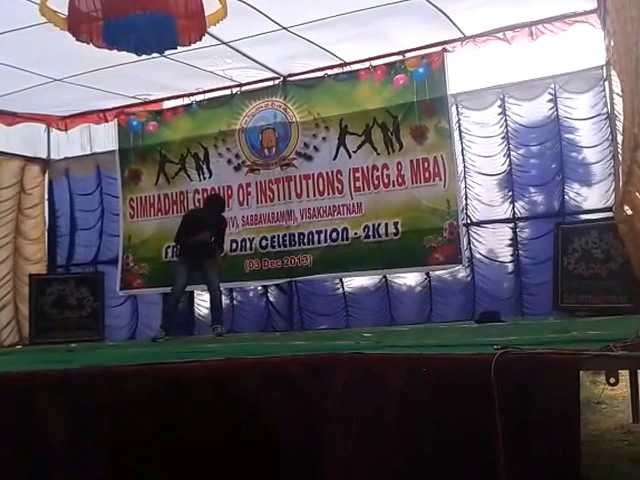 SIMHADHRI GROUP OF INSTITUTIONS (ENGG.& MBA)
(V), SABBAVARAM(M), VISAKHAPATNAM
DAY CELEBRATION - 2K13
(03 Dec 2013)